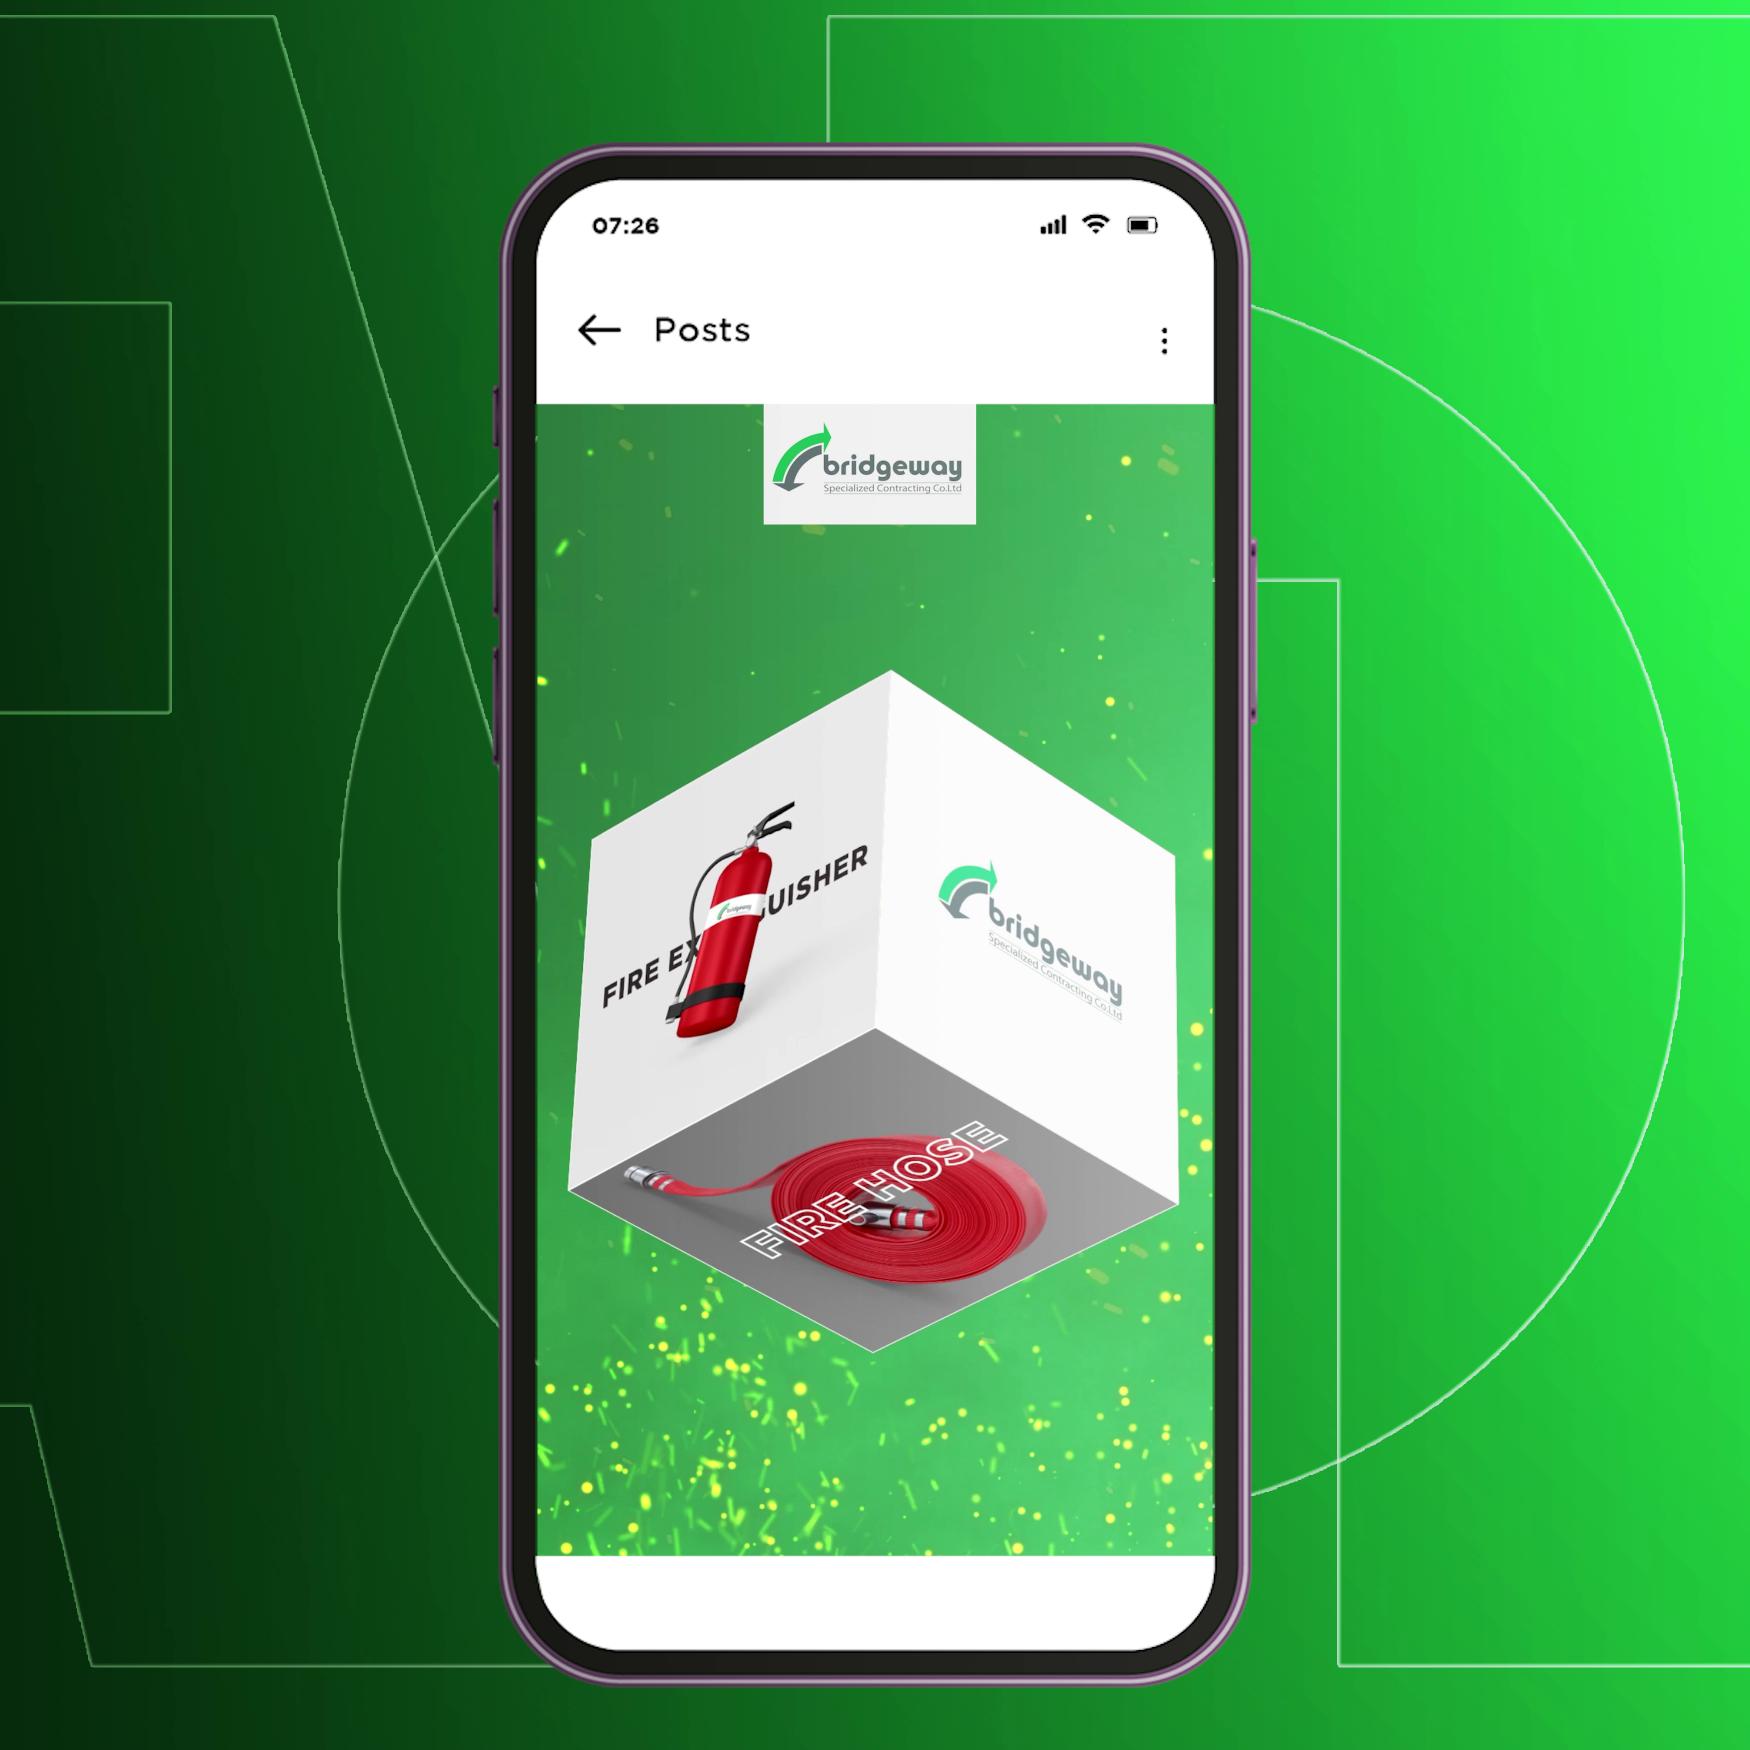 07:26
Posts
bridgeway
Specialized Contracting Co.Ltd
FIRE EX UISHER
bridgeway
bridgeway
Specialized Contracting Co.Ltd
FIRE HOSE